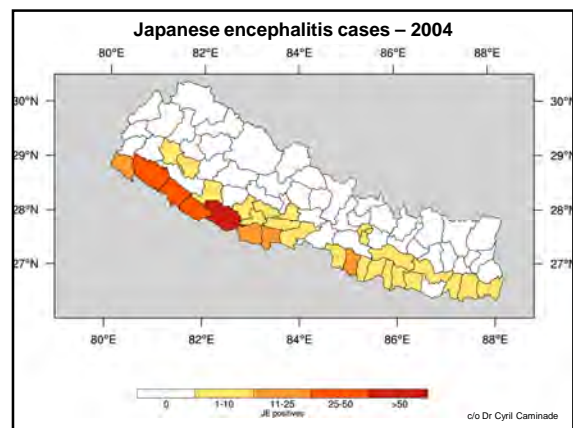 Japanese encephalitis cases – 2004
80°E 82°E 84°E 86°E 88°E
30°N 30°N
29°N 29°N
28°N 28°N
27°N 27°N
80°E 82°E 84°E 86°E 88°E
0 1-10 11-25 25-50 >50
JE positives
c/o Dr Cyril Caminade